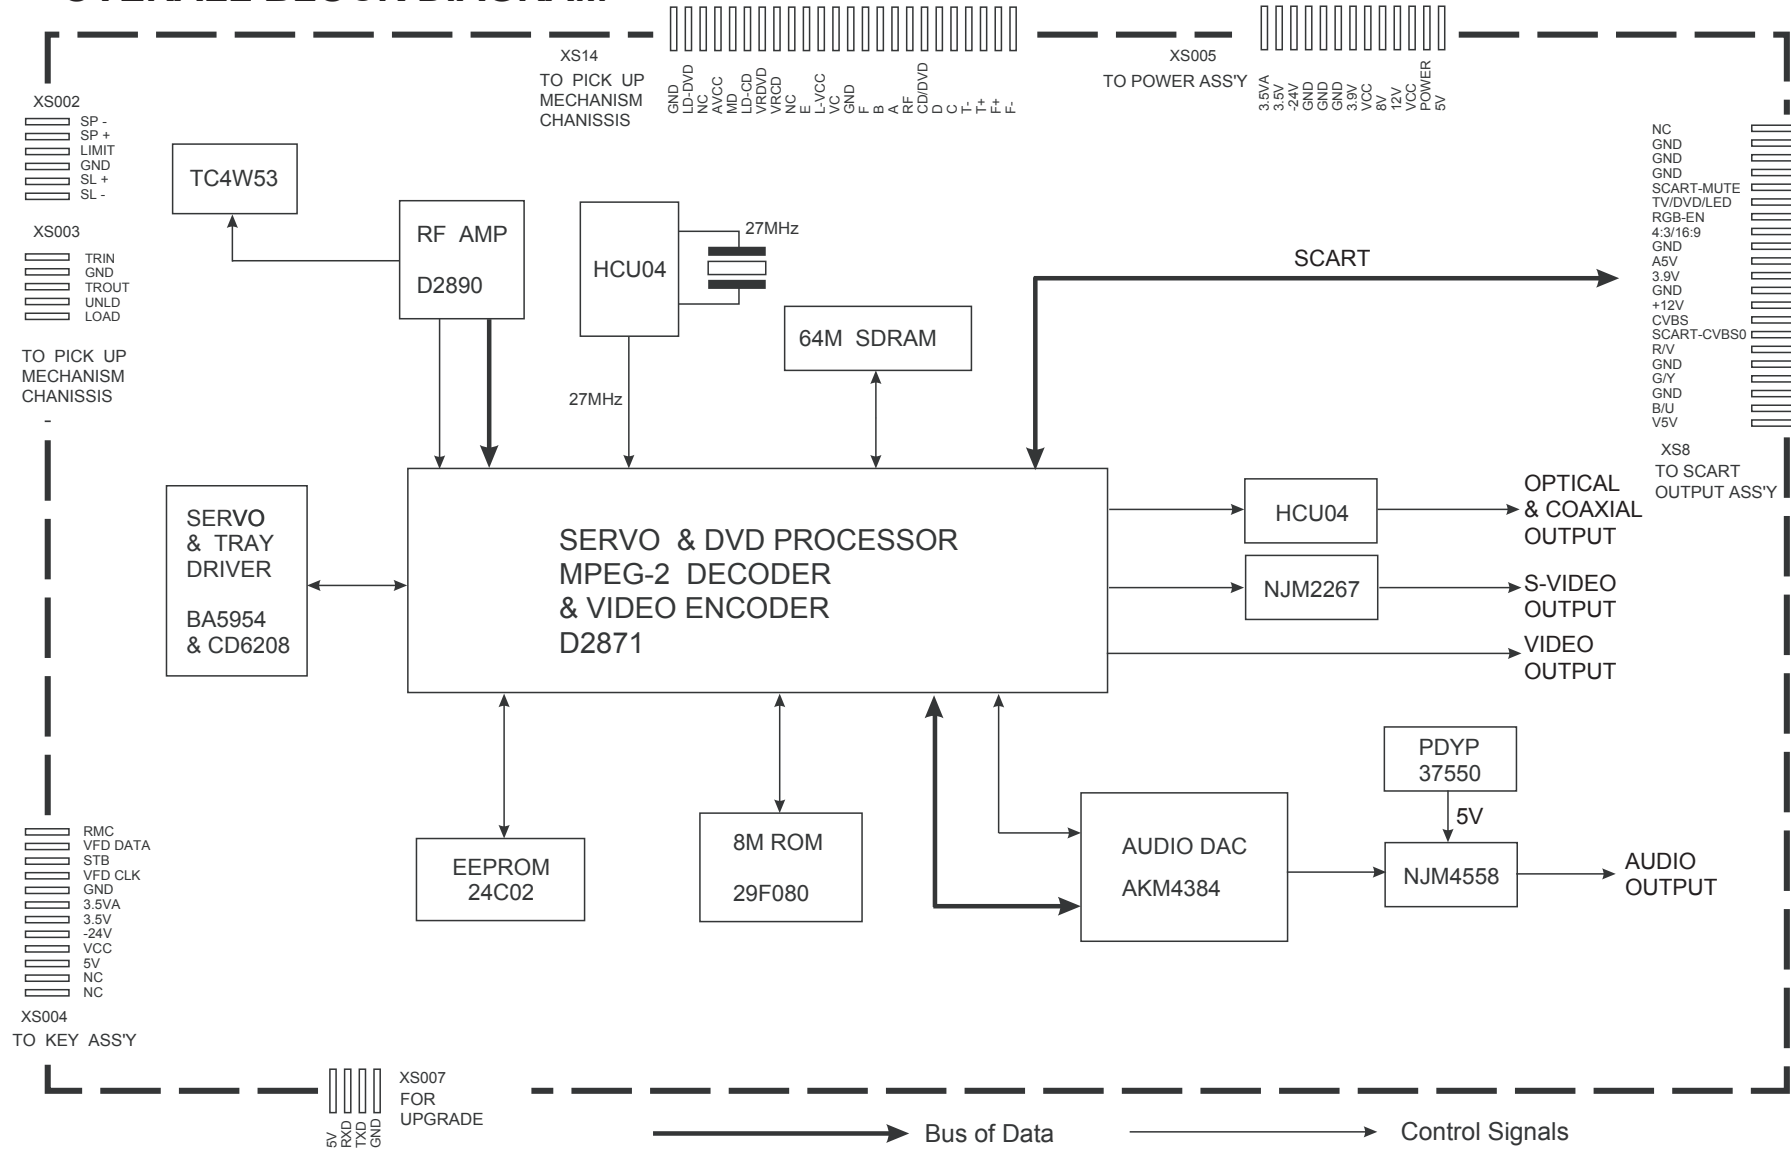 OVERALL BLOCK DIAGRAM
XS14
TO PICK UP
MECHANISM
CHANISSIS
GND
LD-DVD
NC
AVCC
MD
LD-CD
VRDVD
VRCD
NC
E
L-VCC
VC
GND
F
B
A
RF
CD/DVD
D
C
T-
T+
F+
F-
XS005
TO POWER ASS'Y
3.5VA
3.5V
-24V
GND
GND
GND
3.9V
VCC
8V
12V
VCC
POWER
5V
XS002
SP -
SP +
LIMIT
GND
SL +
SL -
XS003
TRIN
GND
TROUT
UNLD
LOAD
TO PICK UP
MECHANISM
CHANISSIS
-
TC4W53
RF AMP
D2890
HCU04
27MHz
27MHz
64M SDRAM
SCART
NC
GND
GND
GND
SCART-MUTE
TV/DVD/LED
RGB-EN
4:3/16:9
GND
A5V
3.9V
GND
+12V
CVBS
SCART-CVBS0
R/V
GND
G/Y
GND
B/U
V5V
XS8
TO SCART
OUTPUT ASS'Y
SERVO
& TRAY
DRIVER
BA5954
& CD6208
SERVO & DVD PROCESSOR
MPEG-2 DECODER
& VIDEO ENCODER
D2871
HCU04
OPTICAL
& COAXIAL
OUTPUT
NJM2267
S-VIDEO
OUTPUT
VIDEO
OUTPUT
EEPROM
24C02
8M ROM
29F080
AUDIO DAC
AKM4384
PDYP
37550
5V
NJM4558
AUDIO
OUTPUT
RMC
VFD DATA
STB
VFD CLK
GND
3.5VA
3.5V
-24V
VCC
5V
NC
NC
XS004
TO KEY ASS'Y
5V
RXD
TXD
GND
XS007
FOR
UPGRADE
Bus of Data
Control Signals